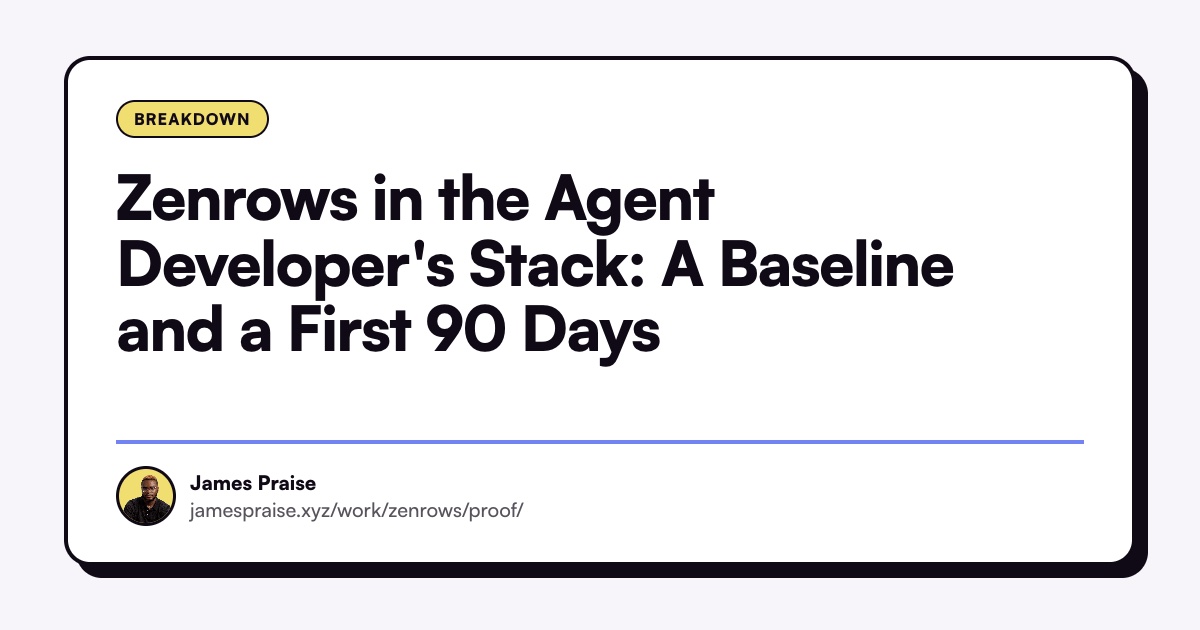 BREAKDOWN
Zenrows in the Agent
Developer's Stack: A Baseline
and a First 90 Days
James Praise
jamespraise.xyz/work/zenrows/proof/